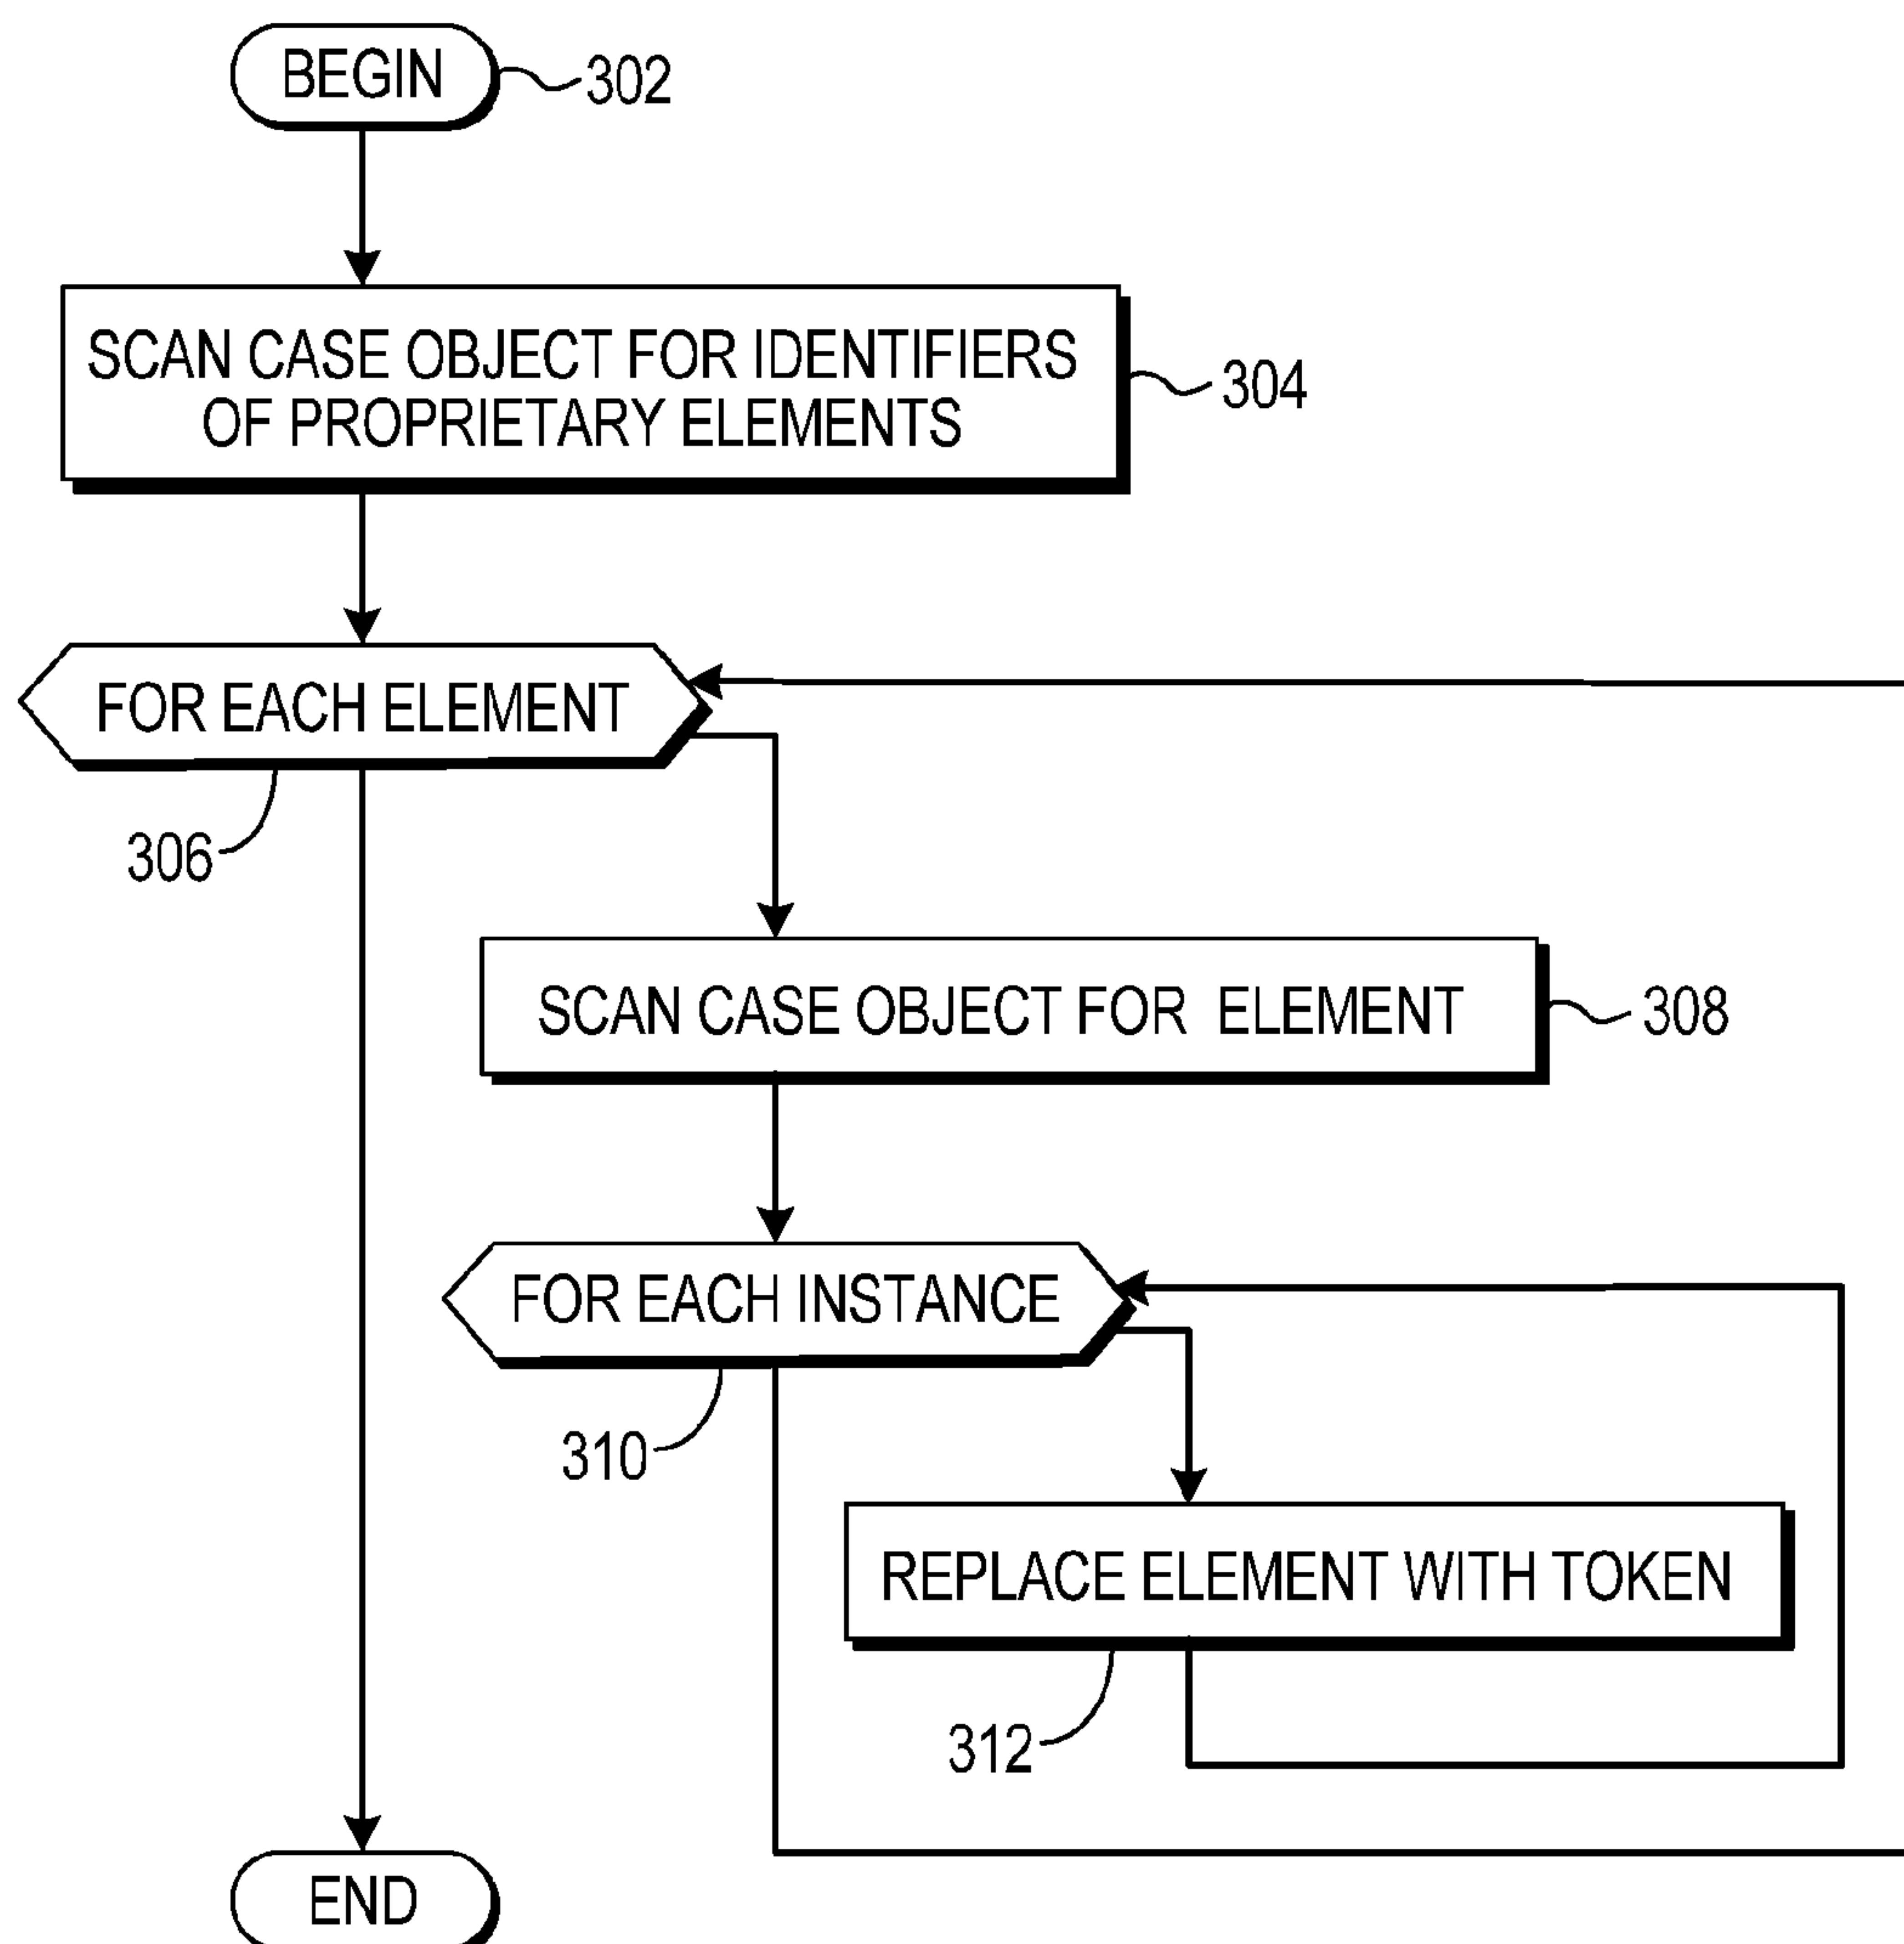 BEGIN
302
SCAN CASE OBJECT FOR IDENTIFIERS
OF PROPRIETARY ELEMENTS
304
FOR EACH ELEMENT
306
SCAN CASE OBJECT FOR ELEMENT
308
FOR EACH INSTANCE
310
REPLACE ELEMENT WITH TOKEN
312
END